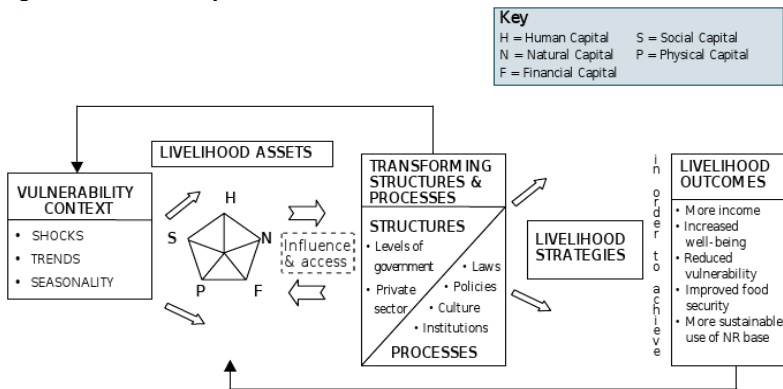 Key
H = Human Capital S = Social Capital
N = Natural Capital P = Physical Capital
F = Financial Capital
LIVELIHOOD ASSETS
VULNERABILITY
CONTEXT
• SHOCKS
• TRENDS
• SEASONALITY
H
S
N
P
F
Influence
& access
TRANSFORMING
STRUCTURES &
PROCESSES
STRUCTURES
• Levels of
government
• Private
sector
• Laws
• Policies
• Culture
• Institutions
PROCESSES
LIVELIHOOD
STRATEGIES
in order to achieve
LIVELIHOOD
OUTCOMES
• More income
• Increased
well-being
• Reduced
vulnerability
• Improved food
security
• More sustainable
use of NR base